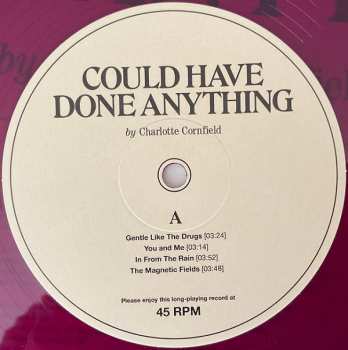 COULD HAVE
DONE ANYTHING
by Charlotte Cornfield
A
Gentle Like The Drugs [03:24]
You and Me [03:14]
In From The Rain [03:52]
The Magnetic Fields [03:48]
Please enjoy this long-playing record at
45 RPM